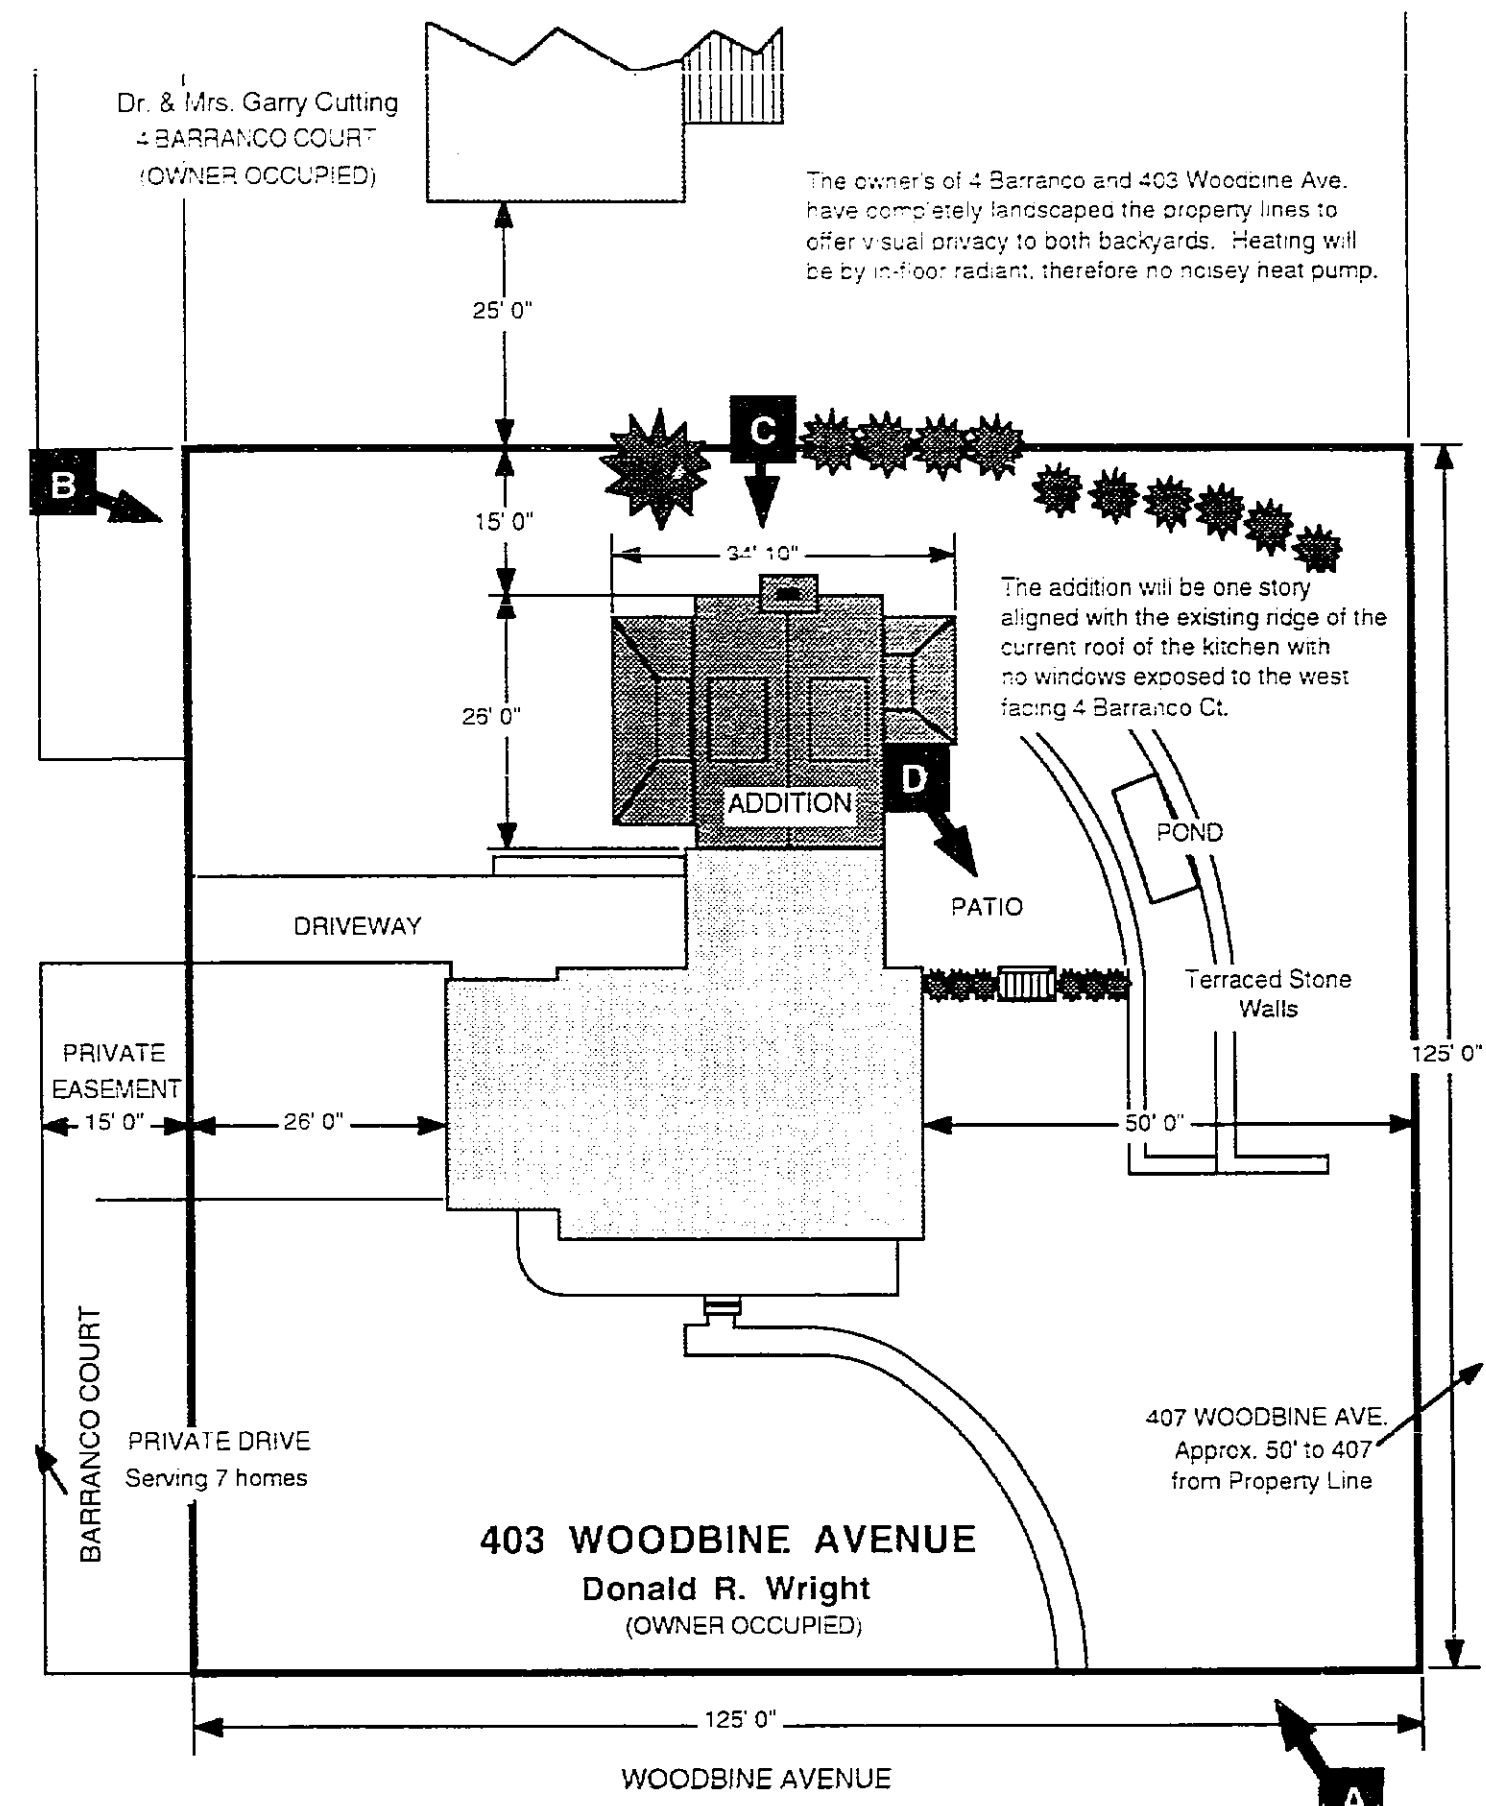 Dr. & Mrs. Garry Cutting
4 BARRANCO COURT
(OWNER OCCUPIED)
The owner's of 4 Barranco and 403 Woodbine Ave.
have completely landscaped the property lines to
offer visual privacy to both backyards. Heating will
be by in-floor radiant, therefore no noisey heat pump.
25' 0"
C
B
15' 0"
34' 10"
The addition will be one story
aligned with the existing ridge of the
current roof of the kitchen with
no windows exposed to the west
facing 4 Barranco Ct.
26' 0"
D
ADDITION
POND
PATIO
DRIVEWAY
Terraced Stone
Walls
PRIVATE
EASEMENT
125' 0"
15' 0"
26' 0"
50' 0"
BARRANCO COURT
PRIVATE DRIVE
Serving 7 homes
407 WOODBINE AVE.
Approx. 50' to 407
from Property Line
403 WOODBINE AVENUE
Donald R. Wright
(OWNER OCCUPIED)
125' 0"
WOODBINE AVENUE
A